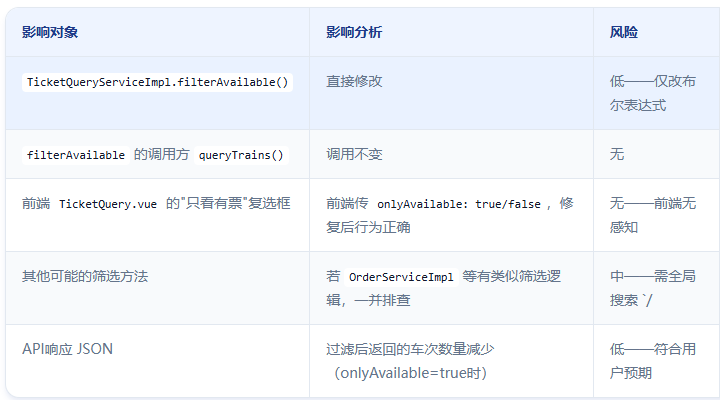 影响对象 影响分析 风险
TicketQueryServiceImpl.filterAvailable() 直接修改 低——仅改布
尔表达式
filterAvailable 的调用方 queryTrains() 调用不变 无
前端 TicketQuery.vue 的"只看有票"复选框 前端传 onlyAvailable: true/false ，修
复后行为正确 无——前端无
感知
其他可能的筛选方法 若 OrderServiceImpl 等有类似筛选逻
辑，一并排查 中——需全局
搜索 `/
API响应 JSON 过滤后返回的车次数量减少
（onlyAvailable=true时） 低——符合用
户预期